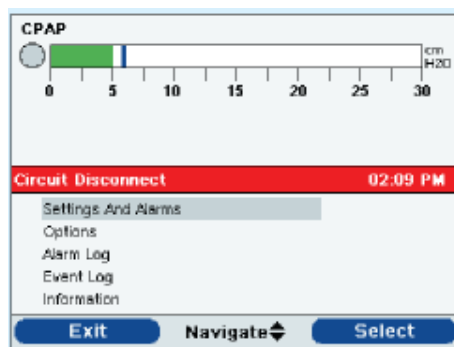 CPAP
cm
H2O
0 5 10 15 20 25 30
Circuit Disconnect 02:09 PM
Settings And Alarms
Options
Alarm Log
Event Log
Information
Exit Navigate Select